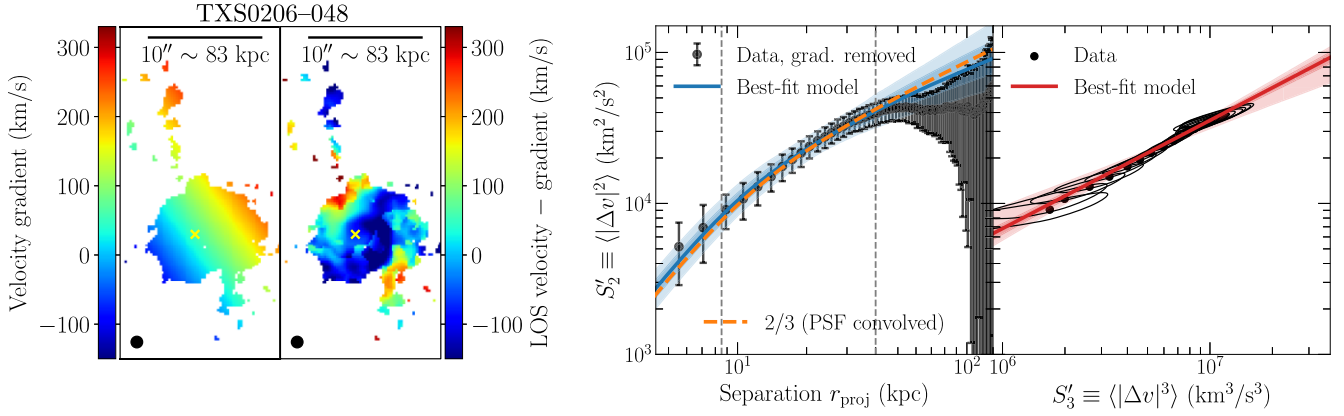 TXS0206–048
10″ ∼ 83 kpc
10″ ∼ 83 kpc
Velocity gradient (km/s)
300
200
100
0
−100
300
200
100
0
−100
LOS velocity − gradient (km/s)
S′₂ ≡ ⟨|Δv|²⟩ (km²/s²)
10⁵
10⁴
10³
Data, grad. removed
Best-fit model
2/3 (PSF convolved)
10¹
10²
Separation r_proj (kpc)
Data
Best-fit model
10⁶
10⁷
S′₃ ≡ ⟨|Δv|³⟩ (km³/s³)